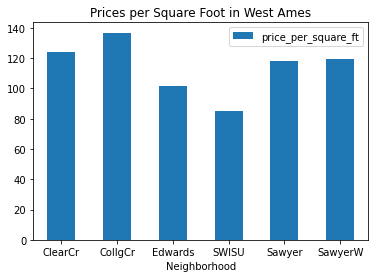 Prices per Square Foot in West Ames
price_per_square_ft
140
120
100
80
60
40
20
0
ClearCr CollgCr Edwards SWISU Sawyer SawyerW
Neighborhood